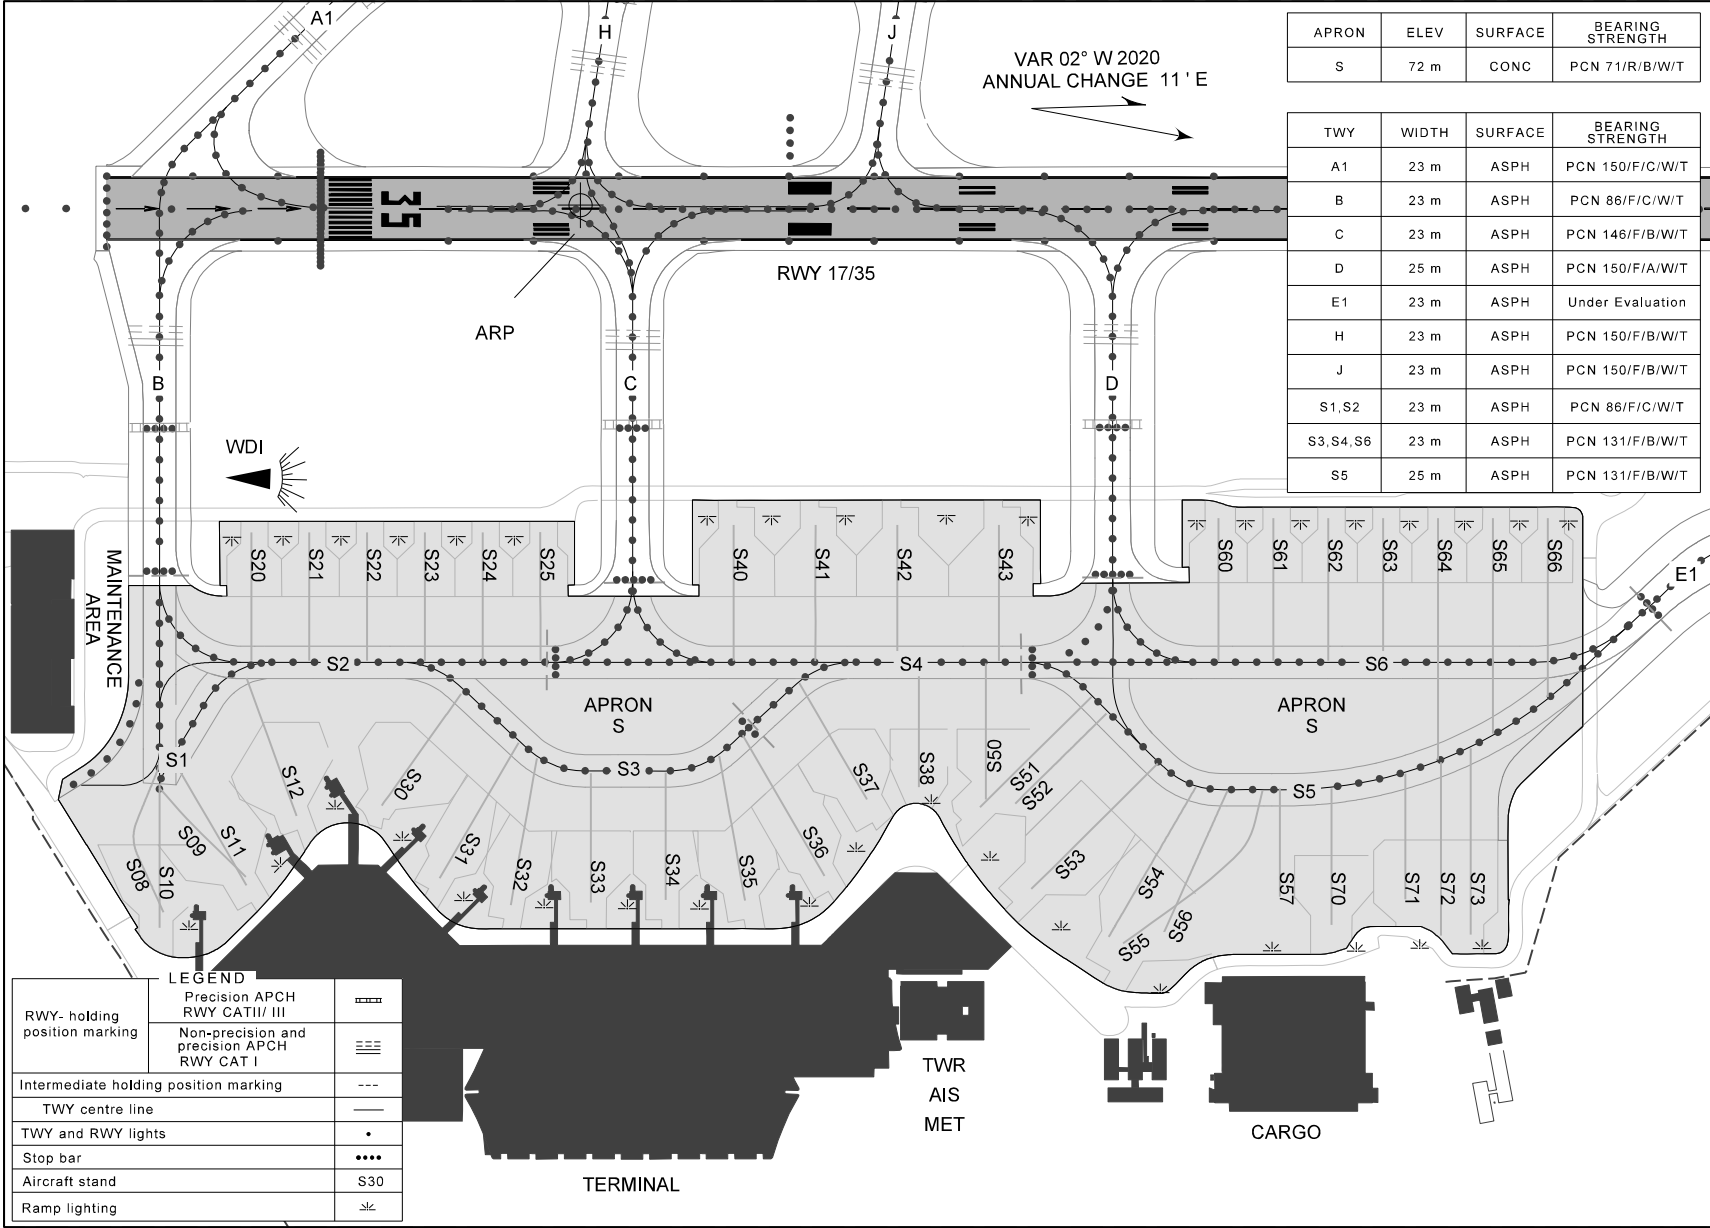 A1
H
J
VAR 02° W 2020
ANNUAL CHANGE 11 ' E
APRON ELEV SURFACE BEARING STRENGTH
S 72 m CONC PCN 71/R/B/W/T
TWY WIDTH SURFACE BEARING STRENGTH
A1 23 m ASPH PCN 150/F/C/W/T
B 23 m ASPH PCN 86/F/C/W/T
C 23 m ASPH PCN 146/F/B/W/T
D 25 m ASPH PCN 150/F/A/W/T
E1 23 m ASPH Under Evaluation
H 23 m ASPH PCN 150/F/B/W/T
J 23 m ASPH PCN 150/F/B/W/T
S1,S2 23 m ASPH PCN 86/F/C/W/T
S3,S4,S6 23 m ASPH PCN 131/F/B/W/T
S5 25 m ASPH PCN 131/F/B/W/T
35
RWY 17/35
ARP
B
C
D
WDI
MAINTENANCE
AREA
S20
S21
S22
S23
S24
S25
S40
S41
S42
S43
S60
S61
S62
S63
S64
S65
S66
E1
S2
S4
S6
APRON
S
APRON
S
S1
S3
S5
S12
S30
S37
S38
S50
S51
S52
S09
S11
S08
S10
S31
S32
S33
S34
S35
S36
S53
S54
S55
S56
S57
S70
S71
S72
S73
LEGEND
RWY- holding
position marking
Precision APCH
RWY CATII/ III
Non-precision and
precision APCH
RWY CAT I
Intermediate holding position marking
TWY centre line
TWY and RWY lights
Stop bar
Aircraft stand S30
Ramp lighting
TWR
AIS
MET
TERMINAL
CARGO